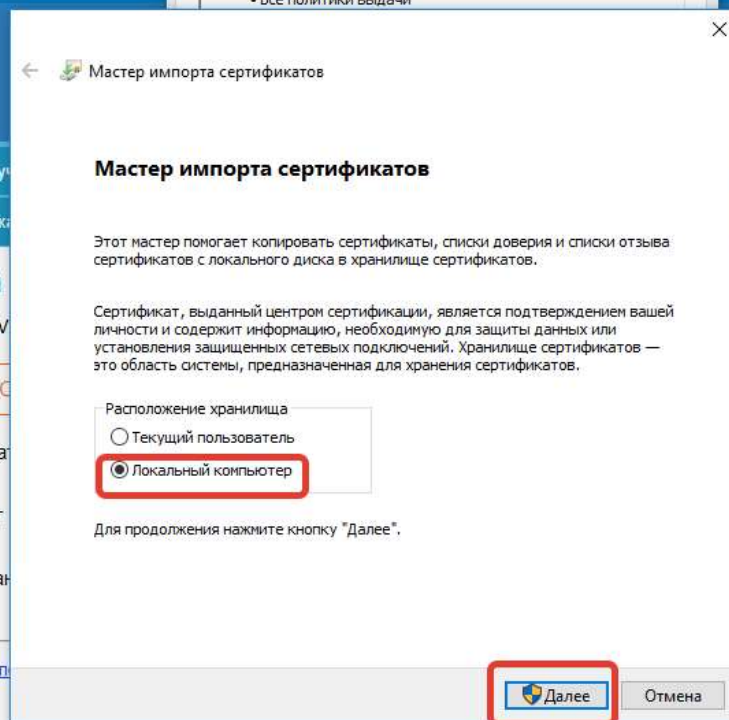 • Все политики выдачи
Мастер импорта сертификатов
Мастер импорта сертификатов
Этот мастер помогает копировать сертификаты, списки доверия и списки отзыва
сертификатов с локального диска в хранилище сертификатов.
Сертификат, выданный центром сертификации, является подтверждением вашей
личности и содержит информацию, необходимую для защиты данных или
установления защищенных сетевых подключений. Хранилище сертификатов —
это область системы, предназначенная для хранения сертификатов.
Расположение хранилища
Текущий пользователь
Локальный компьютер
Для продолжения нажмите кнопку "Далее".
Далее Отмена